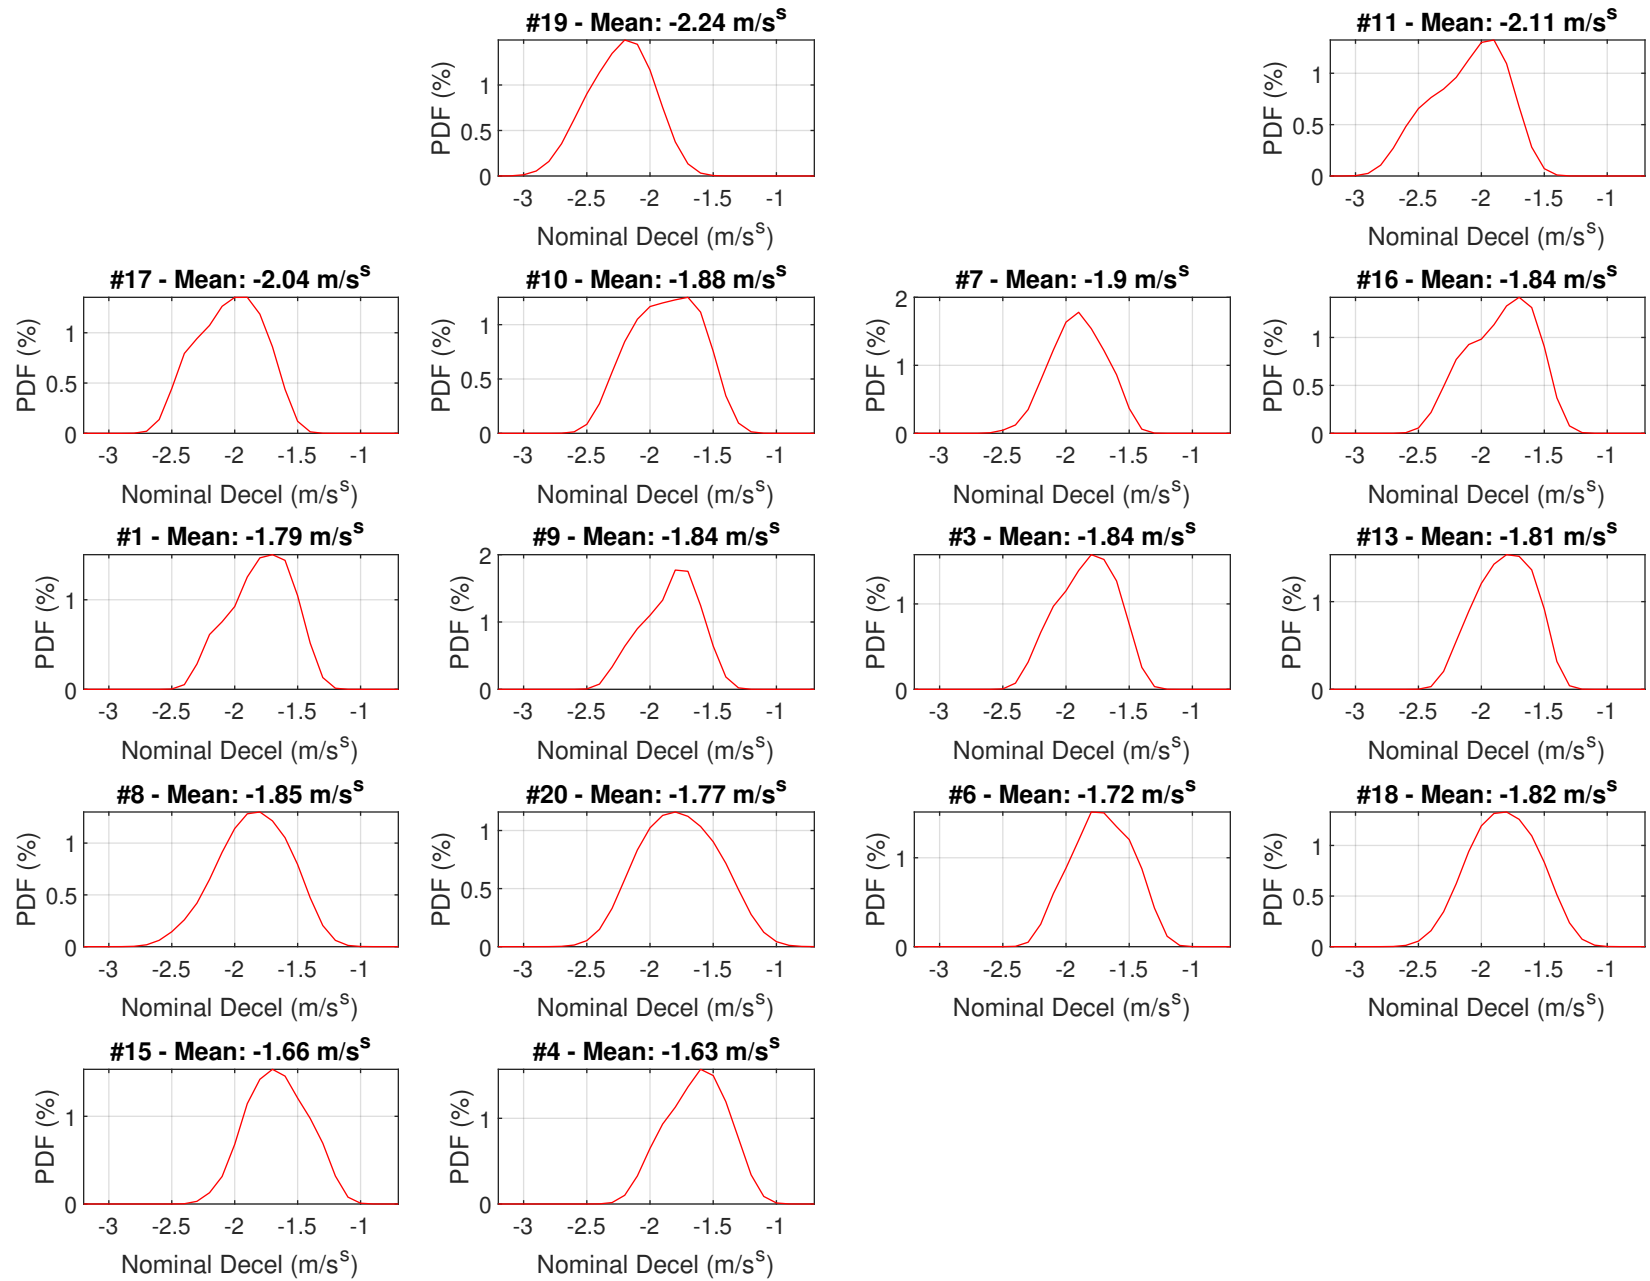 #19 - Mean: -2.24 m/s^s
PDF (%)
1
0.5
0
-3 -2.5 -2 -1.5 -1
Nominal Decel (m/s^s)
#11 - Mean: -2.11 m/s^s
PDF (%)
1
0.5
0
-3 -2.5 -2 -1.5 -1
Nominal Decel (m/s^s)
#17 - Mean: -2.04 m/s^s
PDF (%)
1
0.5
0
-3 -2.5 -2 -1.5 -1
Nominal Decel (m/s^s)
#10 - Mean: -1.88 m/s^s
PDF (%)
1
0.5
0
-3 -2.5 -2 -1.5 -1
Nominal Decel (m/s^s)
#7 - Mean: -1.9 m/s^s
PDF (%)
2
1
0
-3 -2.5 -2 -1.5 -1
Nominal Decel (m/s^s)
#16 - Mean: -1.84 m/s^s
PDF (%)
1
0.5
0
-3 -2.5 -2 -1.5 -1
Nominal Decel (m/s^s)
#1 - Mean: -1.79 m/s^s
PDF (%)
1
0
-3 -2.5 -2 -1.5 -1
Nominal Decel (m/s^s)
#9 - Mean: -1.84 m/s^s
PDF (%)
2
1
0
-3 -2.5 -2 -1.5 -1
Nominal Decel (m/s^s)
#3 - Mean: -1.84 m/s^s
PDF (%)
1
0
-3 -2.5 -2 -1.5 -1
Nominal Decel (m/s^s)
#13 - Mean: -1.81 m/s^s
PDF (%)
1
0
-3 -2.5 -2 -1.5 -1
Nominal Decel (m/s^s)
#8 - Mean: -1.85 m/s^s
PDF (%)
1
0.5
0
-3 -2.5 -2 -1.5 -1
Nominal Decel (m/s^s)
#20 - Mean: -1.77 m/s^s
PDF (%)
1
0.5
0
-3 -2.5 -2 -1.5 -1
Nominal Decel (m/s^s)
#6 - Mean: -1.72 m/s^s
PDF (%)
1
0
-3 -2.5 -2 -1.5 -1
Nominal Decel (m/s^s)
#18 - Mean: -1.82 m/s^s
PDF (%)
1
0.5
0
-3 -2.5 -2 -1.5 -1
Nominal Decel (m/s^s)
#15 - Mean: -1.66 m/s^s
PDF (%)
1
0
-3 -2.5 -2 -1.5 -1
Nominal Decel (m/s^s)
#4 - Mean: -1.63 m/s^s
PDF (%)
1
0
-3 -2.5 -2 -1.5 -1
Nominal Decel (m/s^s)